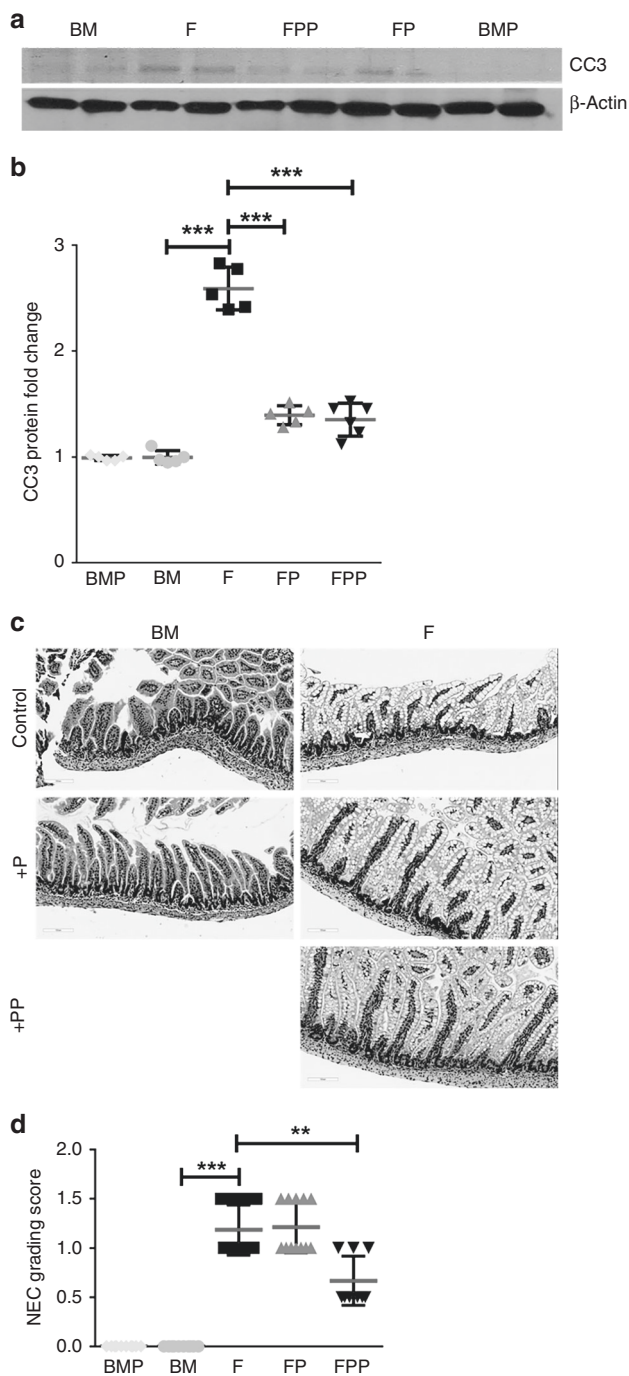 a
BM F FPP FP BMP
CC3
β-Actin
b
***
***
***
3
2
1
0
CC3 protein fold change
BMP BM F FP FPP
c
BM F
Control
+P
+PP
d
**
***
2.0
1.5
1.0
0.5
0.0
NEC grading score
BMP BM F FP FPP